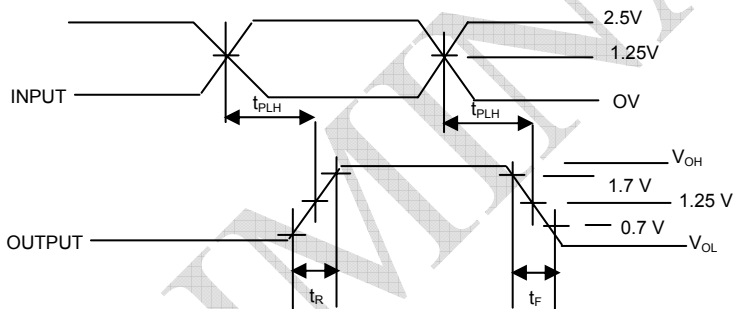 2.5V
1.25V
INPUT
tPLH
tPLH
OV
VOH
1.7 V
1.25 V
0.7 V
OUTPUT
VOL
tR
tF